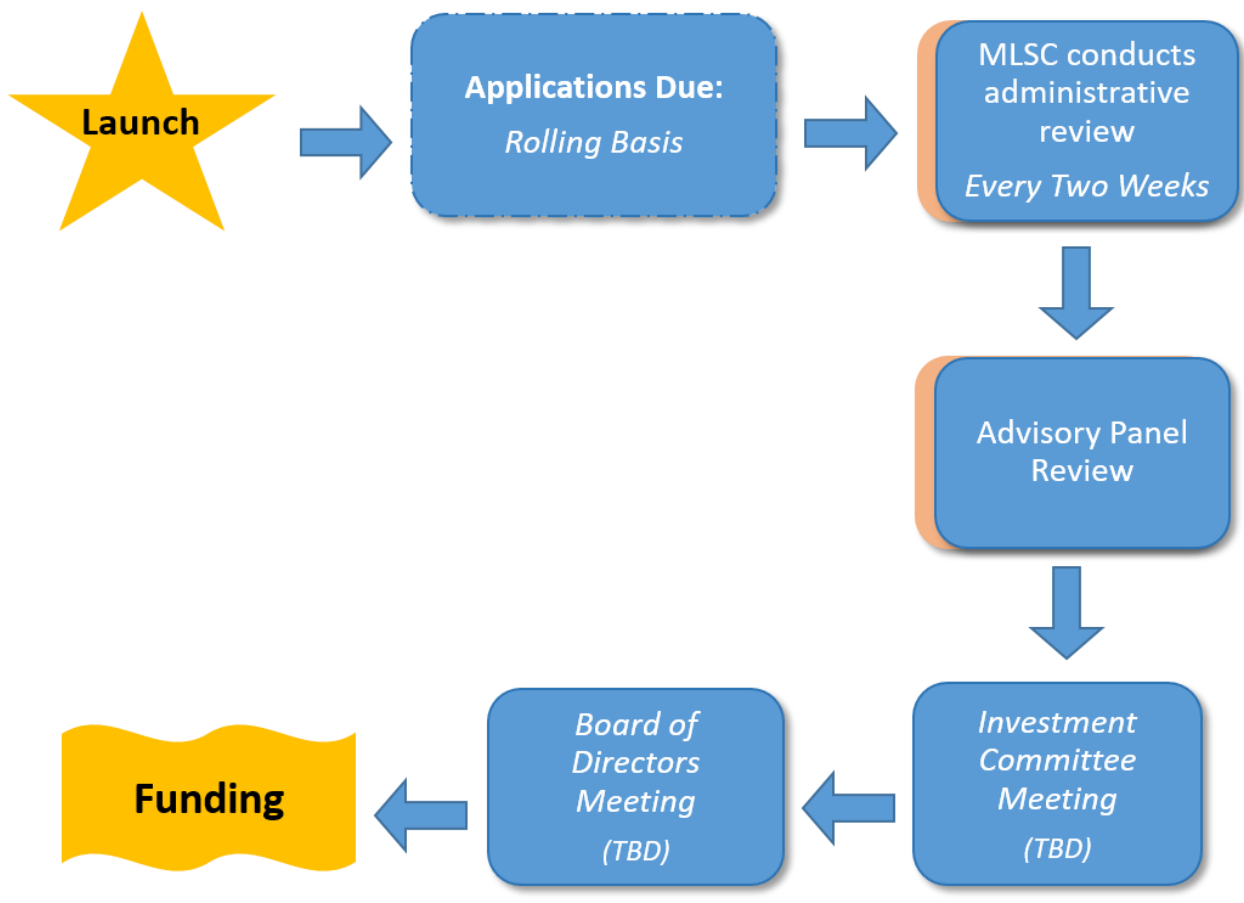 Launch
Applications Due:
Rolling Basis
MLSC conducts
administrative
review
Every Two Weeks
Advisory Panel
Review
Investment
Committee
Meeting
(TBD)
Board of
Directors
Meeting
(TBD)
Funding